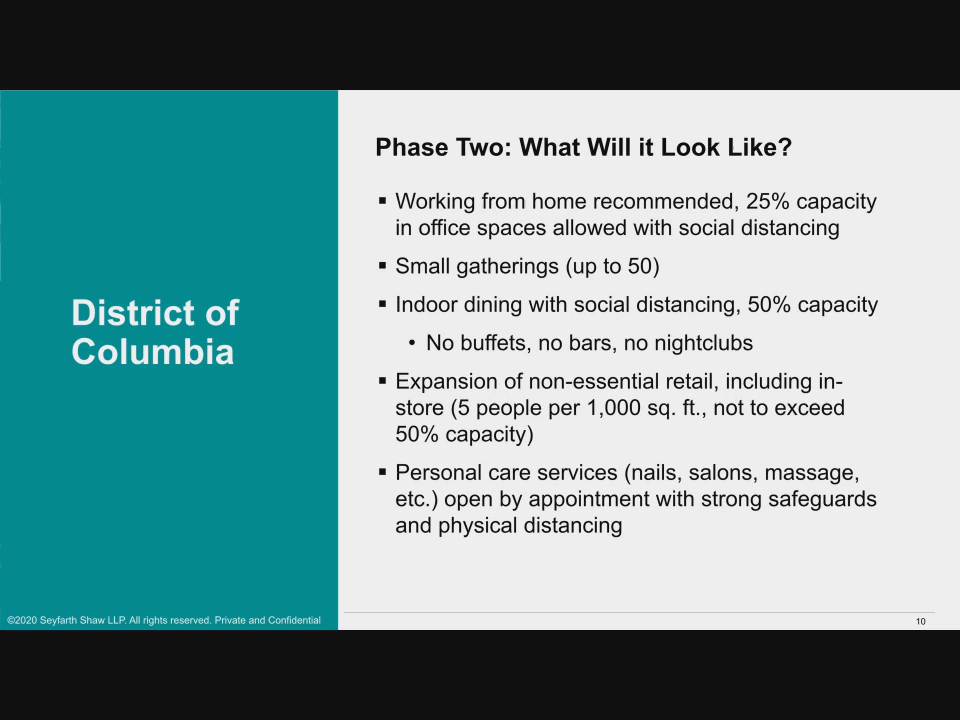 District of
Columbia
Phase Two: What Will it Look Like?
▪ Working from home recommended, 25% capacity
in office spaces allowed with social distancing
▪ Small gatherings (up to 50)
▪ Indoor dining with social distancing, 50% capacity
• No buffets, no bars, no nightclubs
▪ Expansion of non-essential retail, including in-
store (5 people per 1,000 sq. ft., not to exceed
50% capacity)
▪ Personal care services (nails, salons, massage,
etc.) open by appointment with strong safeguards
and physical distancing
©2020 Seyfarth Shaw LLP. All rights reserved. Private and Confidential
10